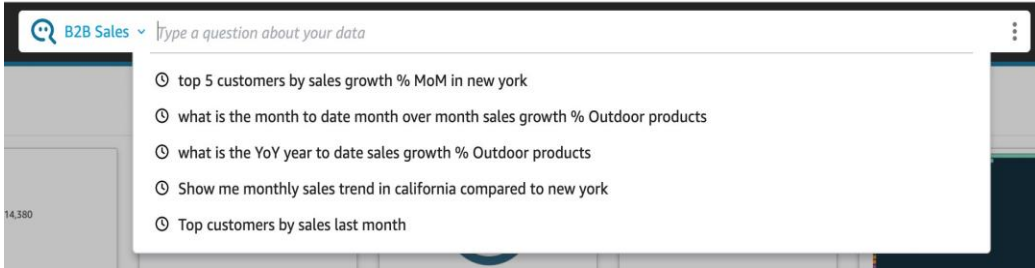 B2B Sales Type a question about your data
top 5 customers by sales growth % MoM in new york
what is the month to date month over month sales growth % Outdoor products
what is the YoY year to date sales growth % Outdoor products
Show me monthly sales trend in california compared to new york
14,380
Top customers by sales last month